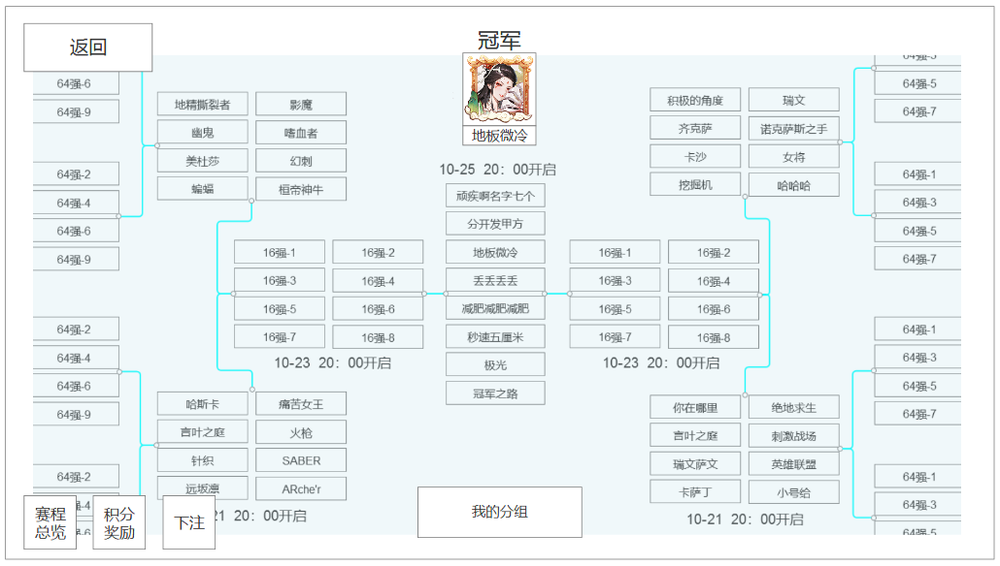 返回
冠军
地板微冷
64强-6
64强-9
64强-2
64强-4
64强-6
64强-9
64强-2
64强-4
64强-6
64强-9
64强-2
强-4
-6
地精撕裂者 影魔
幽鬼 嗜血者
美杜莎 幻刺
蝙蝠 桓帝神牛
16强-1 16强-2
16强-3 16强-4
16强-5 16强-6
16强-7 16强-8
10-23 20：00开启
哈斯卡 痛苦女王
言叶之庭 火枪
针织 SABER
远坂凛 ARche'r
21 20：00开启
10-25 20：00开启
顽疾啊名字七个
分开发甲方
地板微冷
丢丢丢丢
减肥减肥减肥
秒速五厘米
极光
冠军之路
积极的角度 瑞文
齐克萨 诺克萨斯之手
卡沙 女将
挖掘机 哈哈哈
16强-1 16强-2
16强-3 16强-4
16强-5 16强-6
16强-7 16强-8
10-23 20：00开启
你在哪里 绝地求生
言叶之庭 刺激战场
瑞文萨文 英雄联盟
卡萨丁 小号给
10-21 20：00开启
64强-3
64强-5
64强-7
64强-1
64强-3
64强-5
64强-7
64强-1
64强-3
64强-5
64强-7
64强-1
64强-3
64强-5
赛程
总览
积分
奖励
下注
我的分组